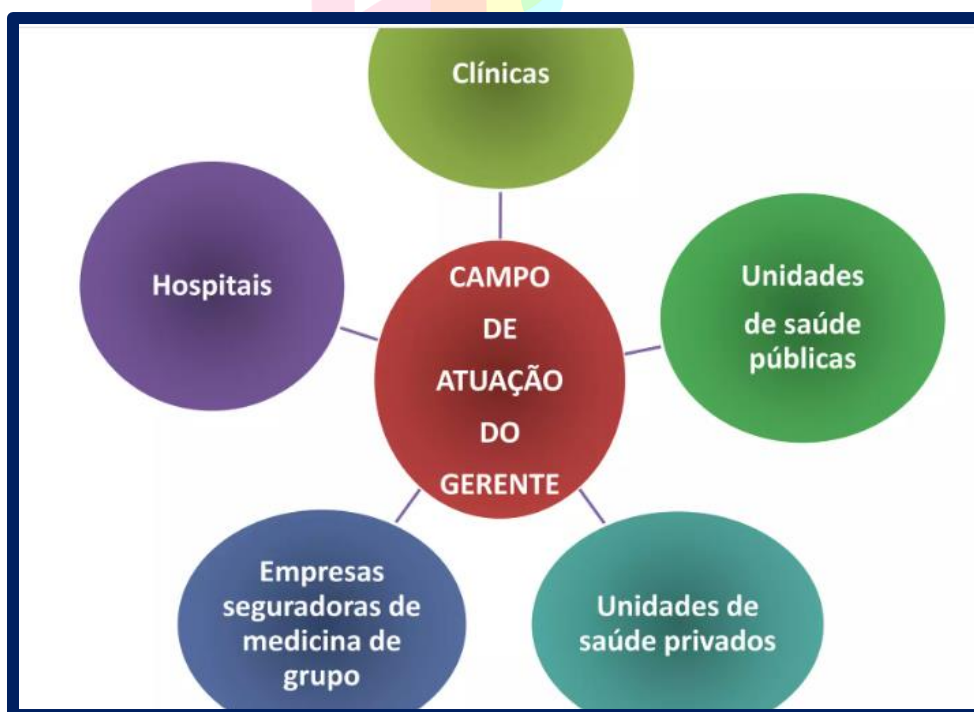 Clínicas
Hospitais
CAMPO
DE
ATUAÇÃO
DO
GERENTE
Unidades
de saúde
públicas
Empresas
seguradoras de
medicina de
grupo
Unidades de
saúde privados